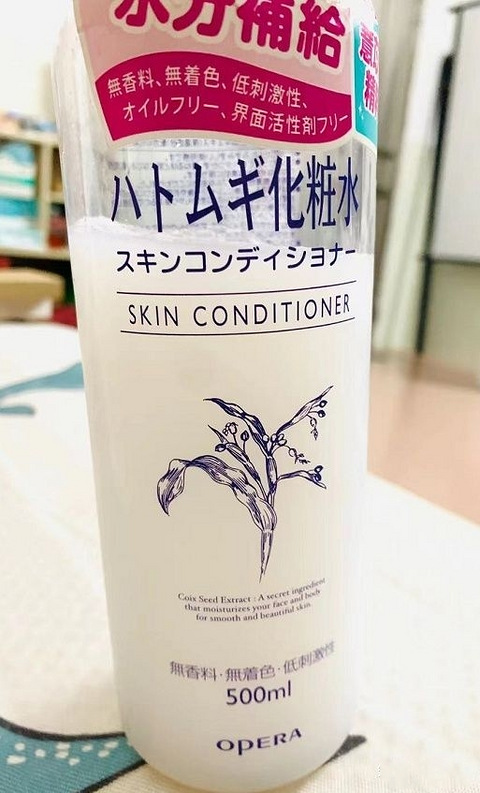 水分補給
無香料、無着色、低刺激性、
オイルフリー、界面活性剤フリー
ハトムギ化粧水
スキンコンディショナー
SKIN CONDITIONER
Coix Seed Extract : A secret ingredient
that moisturizes your face and body
for smooth and beautiful skin.
無香料・無着色・低刺激性
500ml
OPERA